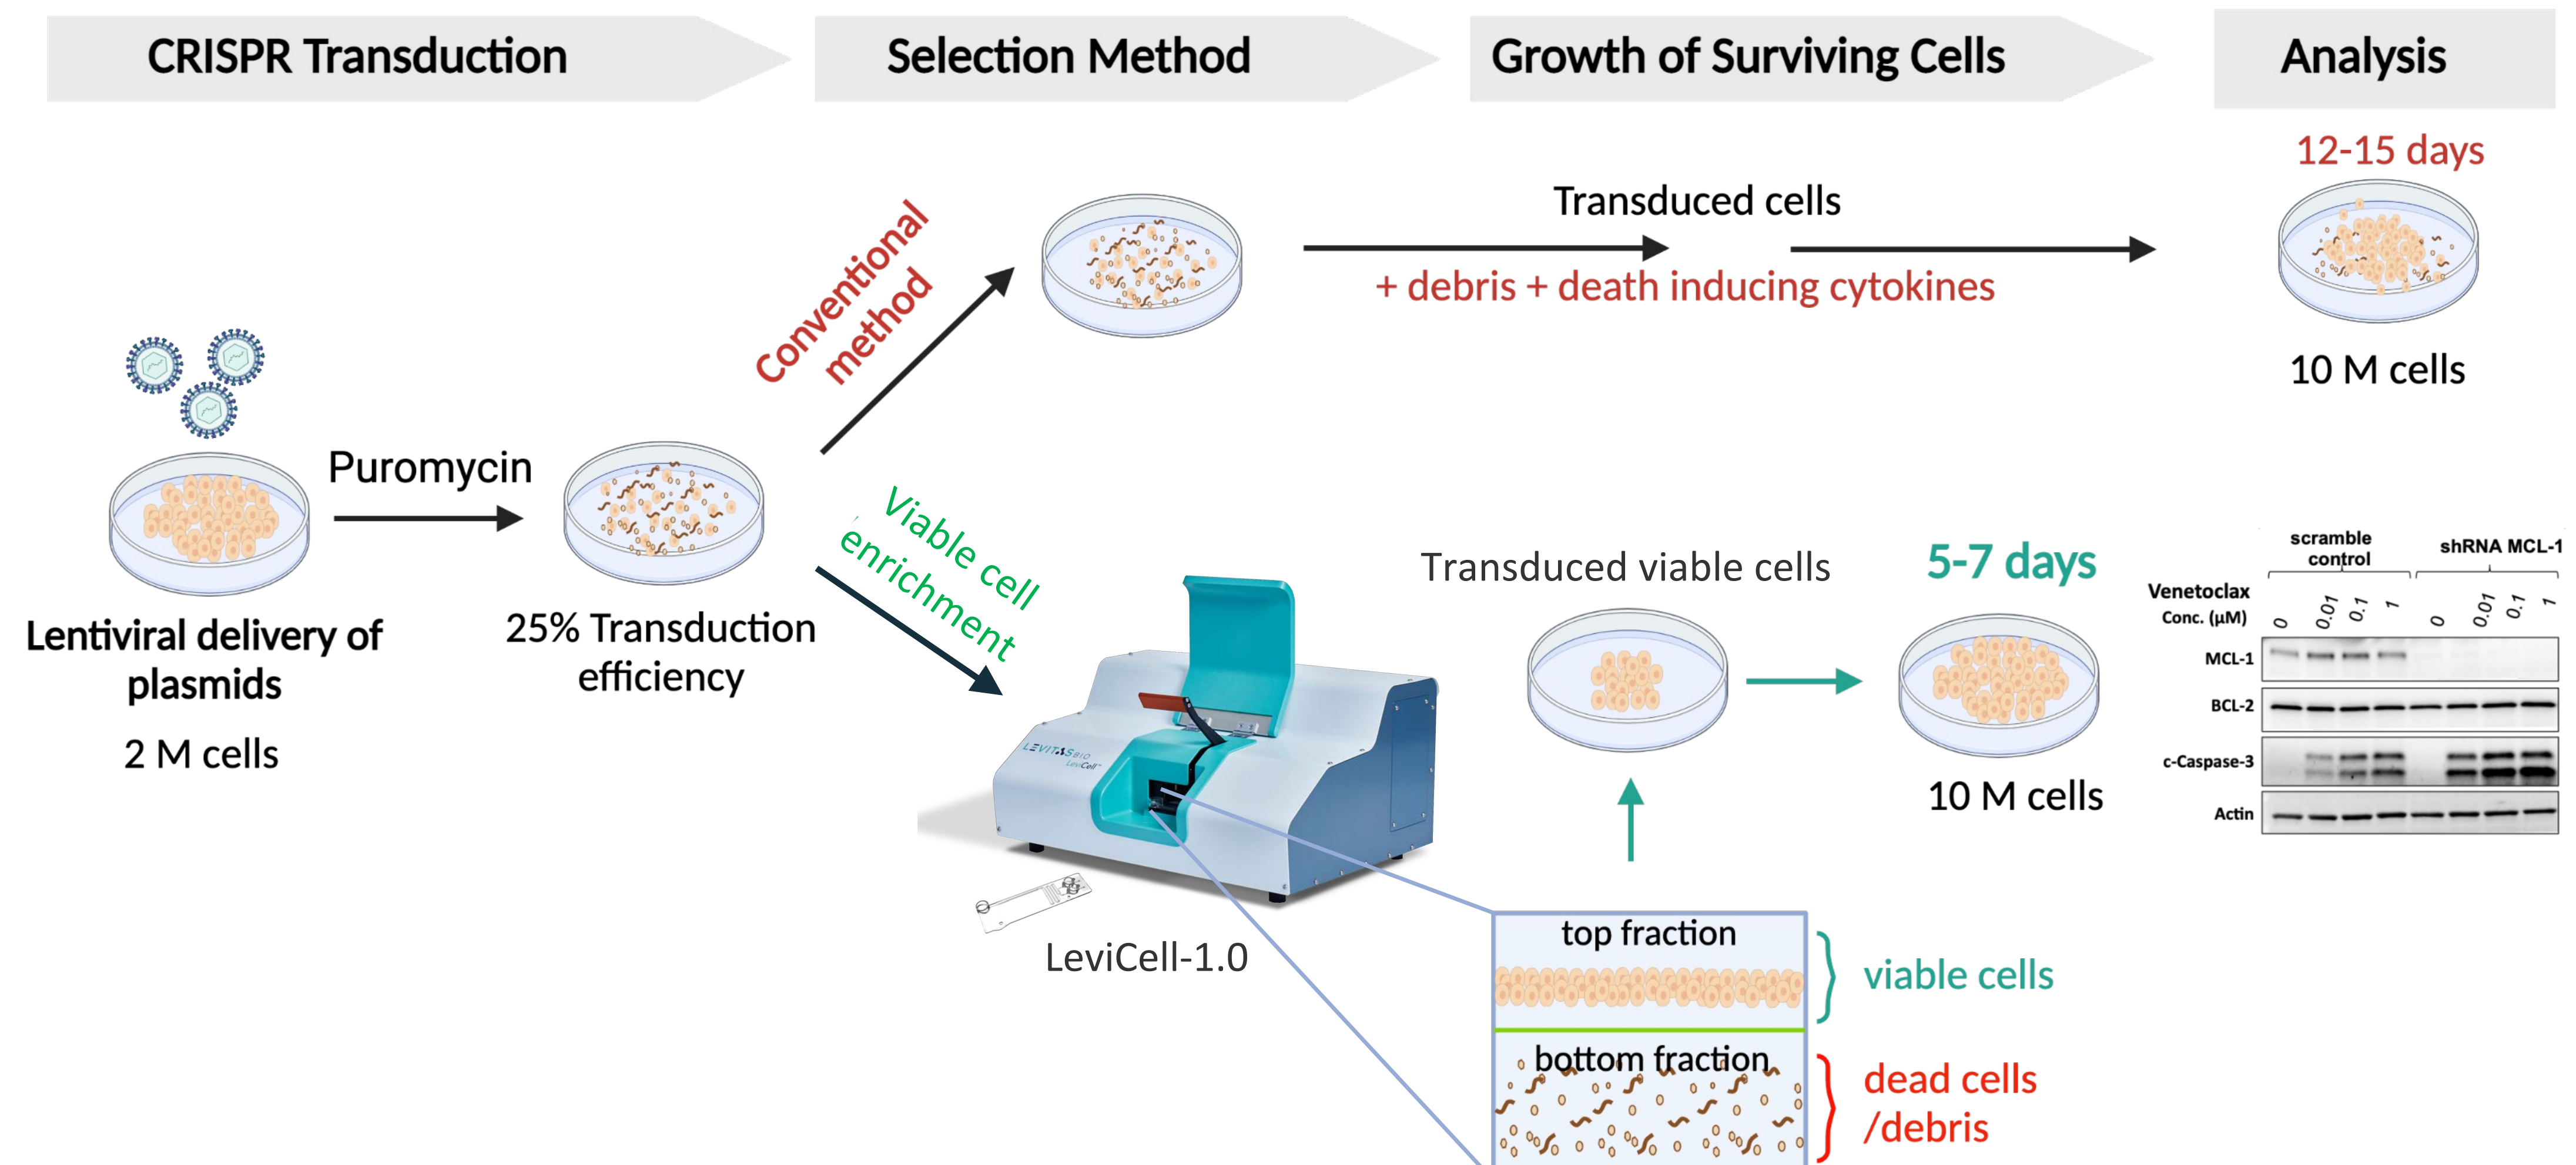 CRISPR Transduction
Selection Method
Growth of Surviving Cells
Analysis
12-15 days
10 M cells
Conventional
method
Transduced cells
+ debris + death inducing cytokines
Puromycin
Lentiviral delivery of
plasmids
2 M cells
25% Transduction
efficiency
Viable cell
enrichment
LEVITAS BIO
LeviCell™
LeviCell-1.0
Transduced viable cells
5-7 days
10 M cells
top fraction
viable cells
bottom fraction
dead cells
/debris
scramble
control
shRNA MCL-1
Venetoclax
Conc. (µM)
0 0.01 0.1 1 0 0.01 0.1 1
MCL-1
BCL-2
c-Caspase-3
Actin